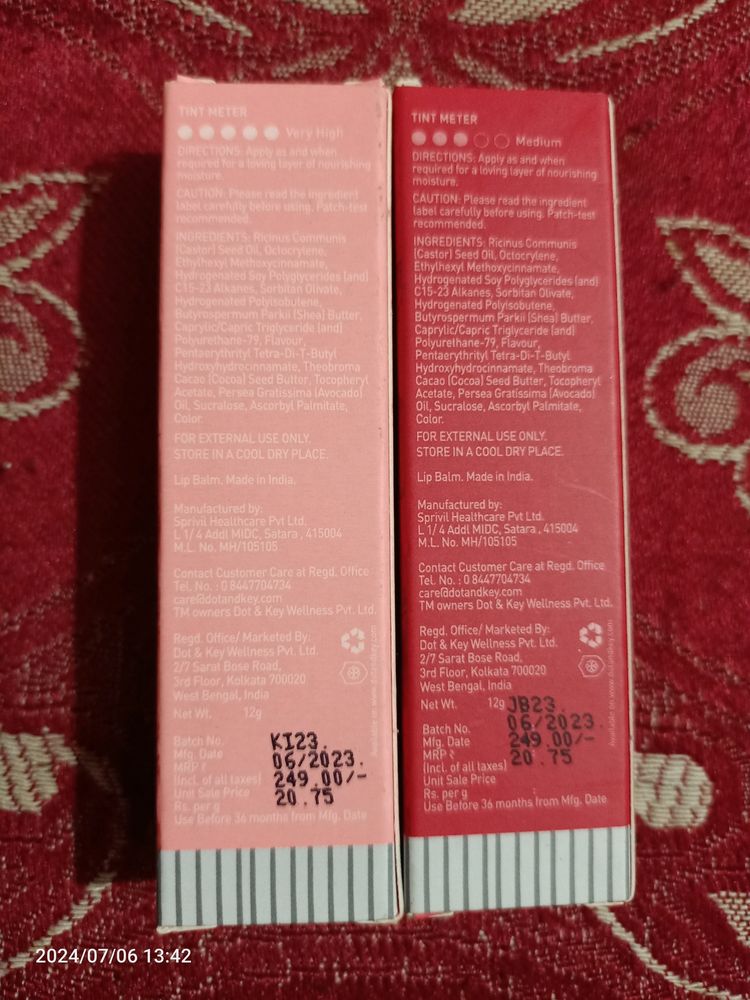 TINT METER
Very High
DIRECTIONS: Apply as and when
required for a loving layer of nourishing
moisture.
CAUTION: Please read the ingredient
label carefully before using. Patch-test
recommended.
INGREDIENTS: Ricinus Communis
(Castor) Seed Oil, Octocrylene,
Ethylhexyl Methoxycinnamate,
Hydrogenated Soy Polyglycerides (and)
C15-23 Alkanes, Sorbitan Olivate,
Hydrogenated Polyisobutene,
Butyrospermum Parkii (Shea) Butter,
Caprylic/Capric Triglyceride (and)
Polyurethane-79, Flavour,
Pentaerythrityl Tetra-Di-T-Butyl
Hydroxyhydrocinnamate, Theobroma
Cacao (Cocoa) Seed Butter, Tocopheryl
Acetate, Persea Gratissima (Avocado)
Oil, Sucralose, Ascorbyl Palmitate,
Color.
FOR EXTERNAL USE ONLY.
STORE IN A COOL DRY PLACE.
Lip Balm. Made in India.
Manufactured by:
Sprivil Healthcare Pvt Ltd.
L 1/ 4 Addl MIDC, Satara , 415004
M.L. No. MH/105105
Contact Customer Care at Regd. Office
Tel. No. : 0 8447704734
care@dotandkey.com
TM owners Dot & Key Wellness Pvt. Ltd.
Regd. Office/ Marketed By:
Dot & Key Wellness Pvt. Ltd.
2/7 Sarat Bose Road,
3rd Floor, Kolkata 700020
West Bengal, India
Available on www.dotandkey.com
Net Wt. 12g
Batch No. KI23.
Mfg. Date 06/2023.
MRP ₹ 249.00/-
(Incl. of all taxes) 20.75
Unit Sale Price
Rs. per g
Use Before 36 months from Mfg. Date
TINT METER
Medium
DIRECTIONS: Apply as and when
required for a loving layer of nourishing
moisture.
CAUTION: Please read the ingredient
label carefully before using. Patch-test
recommended.
INGREDIENTS: Ricinus Communis
(Castor) Seed Oil, Octocrylene,
Ethylhexyl Methoxycinnamate,
Hydrogenated Soy Polyglycerides (and)
C15-23 Alkanes, Sorbitan Olivate,
Hydrogenated Polyisobutene,
Butyrospermum Parkii (Shea) Butter,
Caprylic/Capric Triglyceride (and)
Polyurethane-79, Flavour,
Pentaerythrityl Tetra-Di-T-Butyl
Hydroxyhydrocinnamate, Theobroma
Cacao (Cocoa) Seed Butter, Tocopheryl
Acetate, Persea Gratissima (Avocado)
Oil, Sucralose, Ascorbyl Palmitate,
Color.
FOR EXTERNAL USE ONLY.
STORE IN A COOL DRY PLACE.
Lip Balm. Made in India.
Manufactured by:
Sprivil Healthcare Pvt Ltd.
L 1/ 4 Addl MIDC, Satara , 415004
M.L. No. MH/105105
Contact Customer Care at Regd. Office
Tel. No. : 0 8447704734
care@dotandkey.com
TM owners Dot & Key Wellness Pvt. Ltd.
Regd. Office/ Marketed By:
Dot & Key Wellness Pvt. Ltd.
2/7 Sarat Bose Road,
3rd Floor, Kolkata 700020
West Bengal, India
Available on www.dotandkey.com
Net Wt. 12g JB23.
Batch No. 06/2023.
Mfg. Date 249.00/-
MRP ₹ 20.75
(Incl. of all taxes)
Unit Sale Price
Rs. per g
Use Before 36 months from Mfg. Date
2024/07/06 13:42